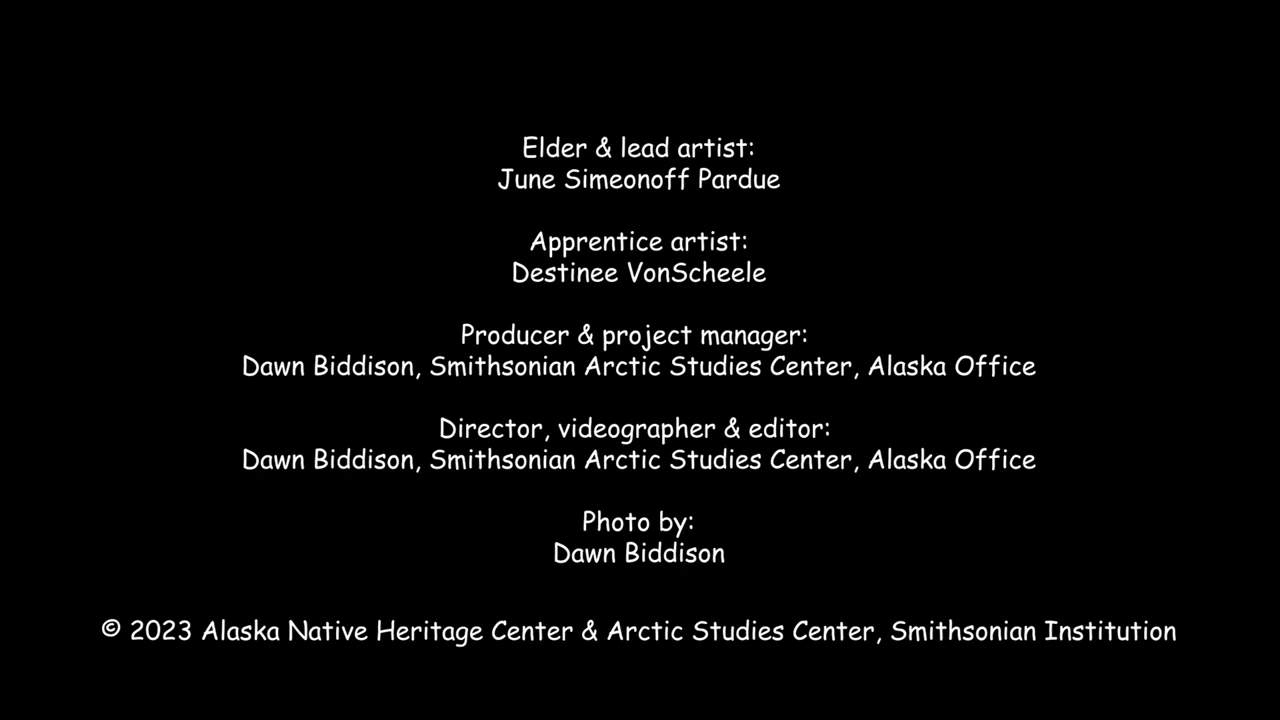 Elder & lead artist:
June Simeonoff Pardue
Apprentice artist:
Destinee VonScheele
Producer & project manager:
Dawn Biddison, Smithsonian Arctic Studies Center, Alaska Office
Director, videographer & editor:
Dawn Biddison, Smithsonian Arctic Studies Center, Alaska Office
Photo by:
Dawn Biddison
© 2023 Alaska Native Heritage Center & Arctic Studies Center, Smithsonian Institution